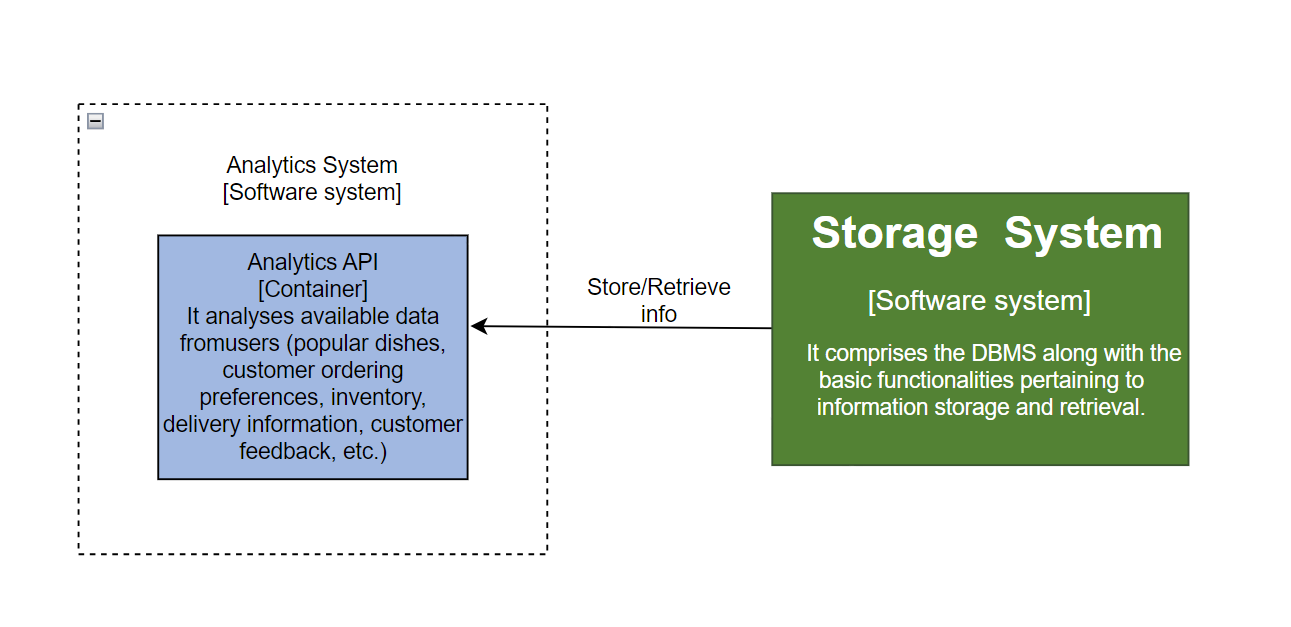 Analytics System
[Software system]
Analytics API
[Container]
It analyses available data
fromusers (popular dishes,
customer ordering
preferences, inventory,
delivery information, customer
feedback, etc.)
Store/Retrieve
info
Storage System
[Software system]
It comprises the DBMS along with the
basic functionalities pertaining to
information storage and retrieval.